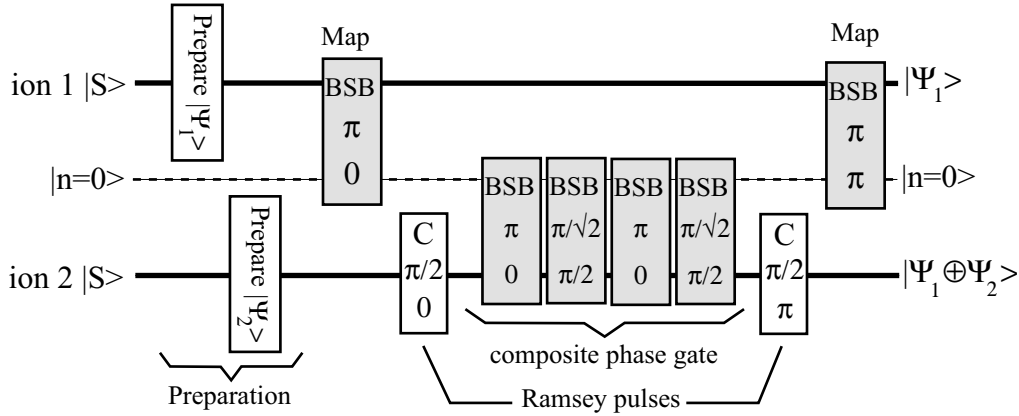 Map
Map
ion 1 |S>
Prepare |Ψ₁>
BSB
π
0
BSB
π
π
|Ψ₁>
|n=0>
|n=0>
ion 2 |S>
Prepare |Ψ₂>
C
π/2
0
BSB
π
0
BSB
π/√2
π/2
BSB
π
0
BSB
π/√2
π/2
C
π/2
π
|Ψ₁⊕Ψ₂>
composite phase gate
Preparation
Ramsey pulses